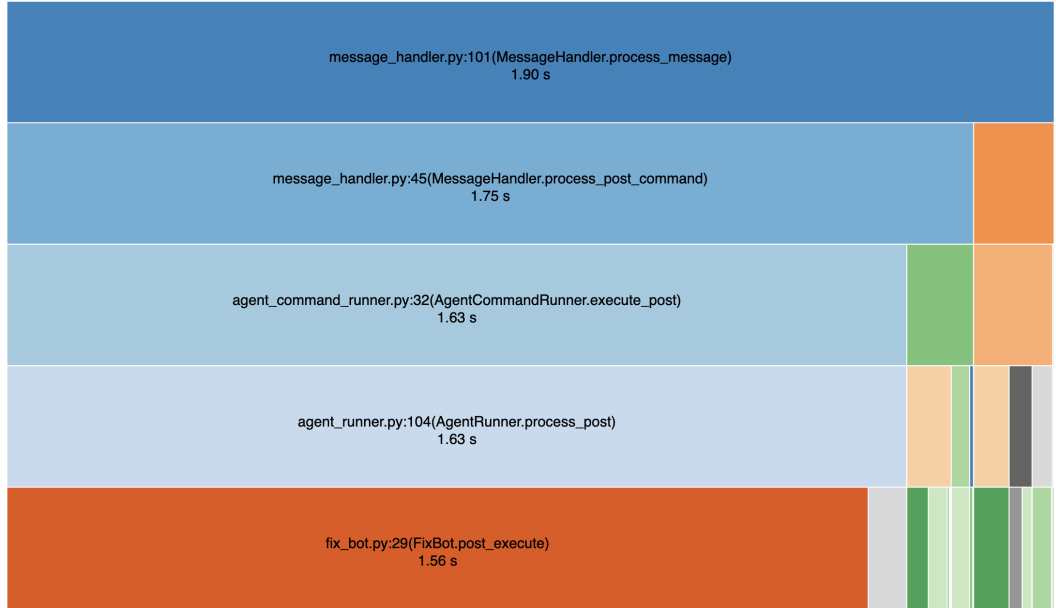 message_handler.py:101(MessageHandler.process_message)
1.90 s
message_handler.py:45(MessageHandler.process_post_command)
1.75 s
agent_command_runner.py:32(AgentCommandRunner.execute_post)
1.63 s
agent_runner.py:104(AgentRunner.process_post)
1.63 s
fix_bot.py:29(FixBot.post_execute)
1.56 s